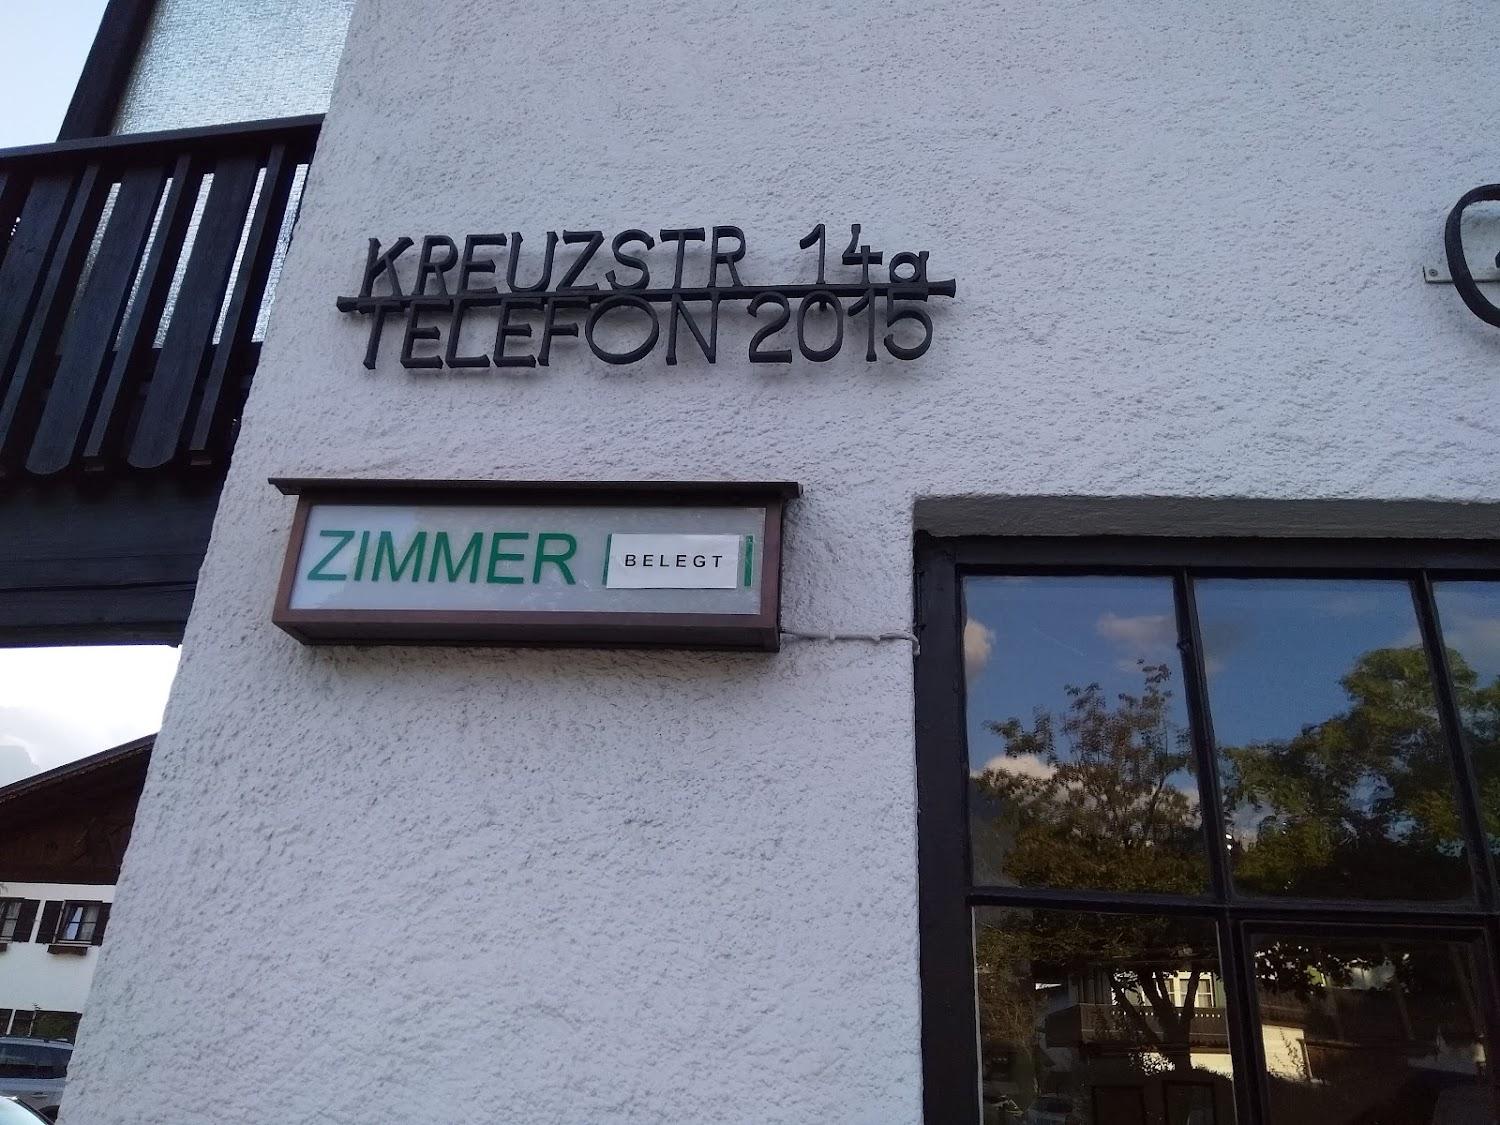 KREUZSTR 14a
TELEFON 2015
ZIMMER BELEGT